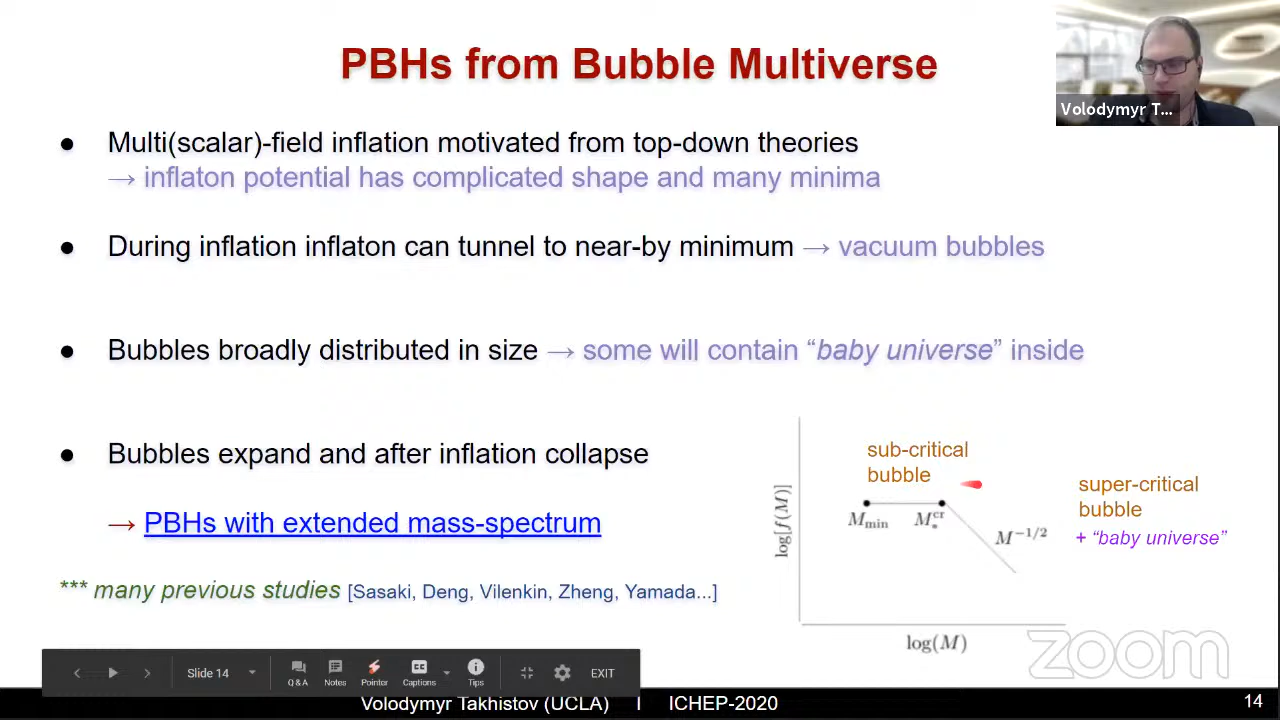 PBHs from Bubble Multiverse
Volodymyr T...
● Multi(scalar)-field inflation motivated from top-down theories
→ inflaton potential has complicated shape and many minima
● During inflation inflaton can tunnel to near-by minimum → vacuum bubbles
● Bubbles broadly distributed in size → some will contain “baby universe” inside
● Bubbles expand and after inflation collapse
→ PBHs with extended mass-spectrum
*** many previous studies [Sasaki, Deng, Vilenkin, Zheng, Yamada...]
sub-critical
bubble
super-critical
bubble
+ “baby universe”
log[f(M)]
M_min
M_*^cr
M^{-1/2}
log(M)
zoom
Slide 14
Q & A
Notes
Pointer
CC
Captions
Tips
EXIT
Volodymyr Takhistov (UCLA) I ICHEP-2020
14